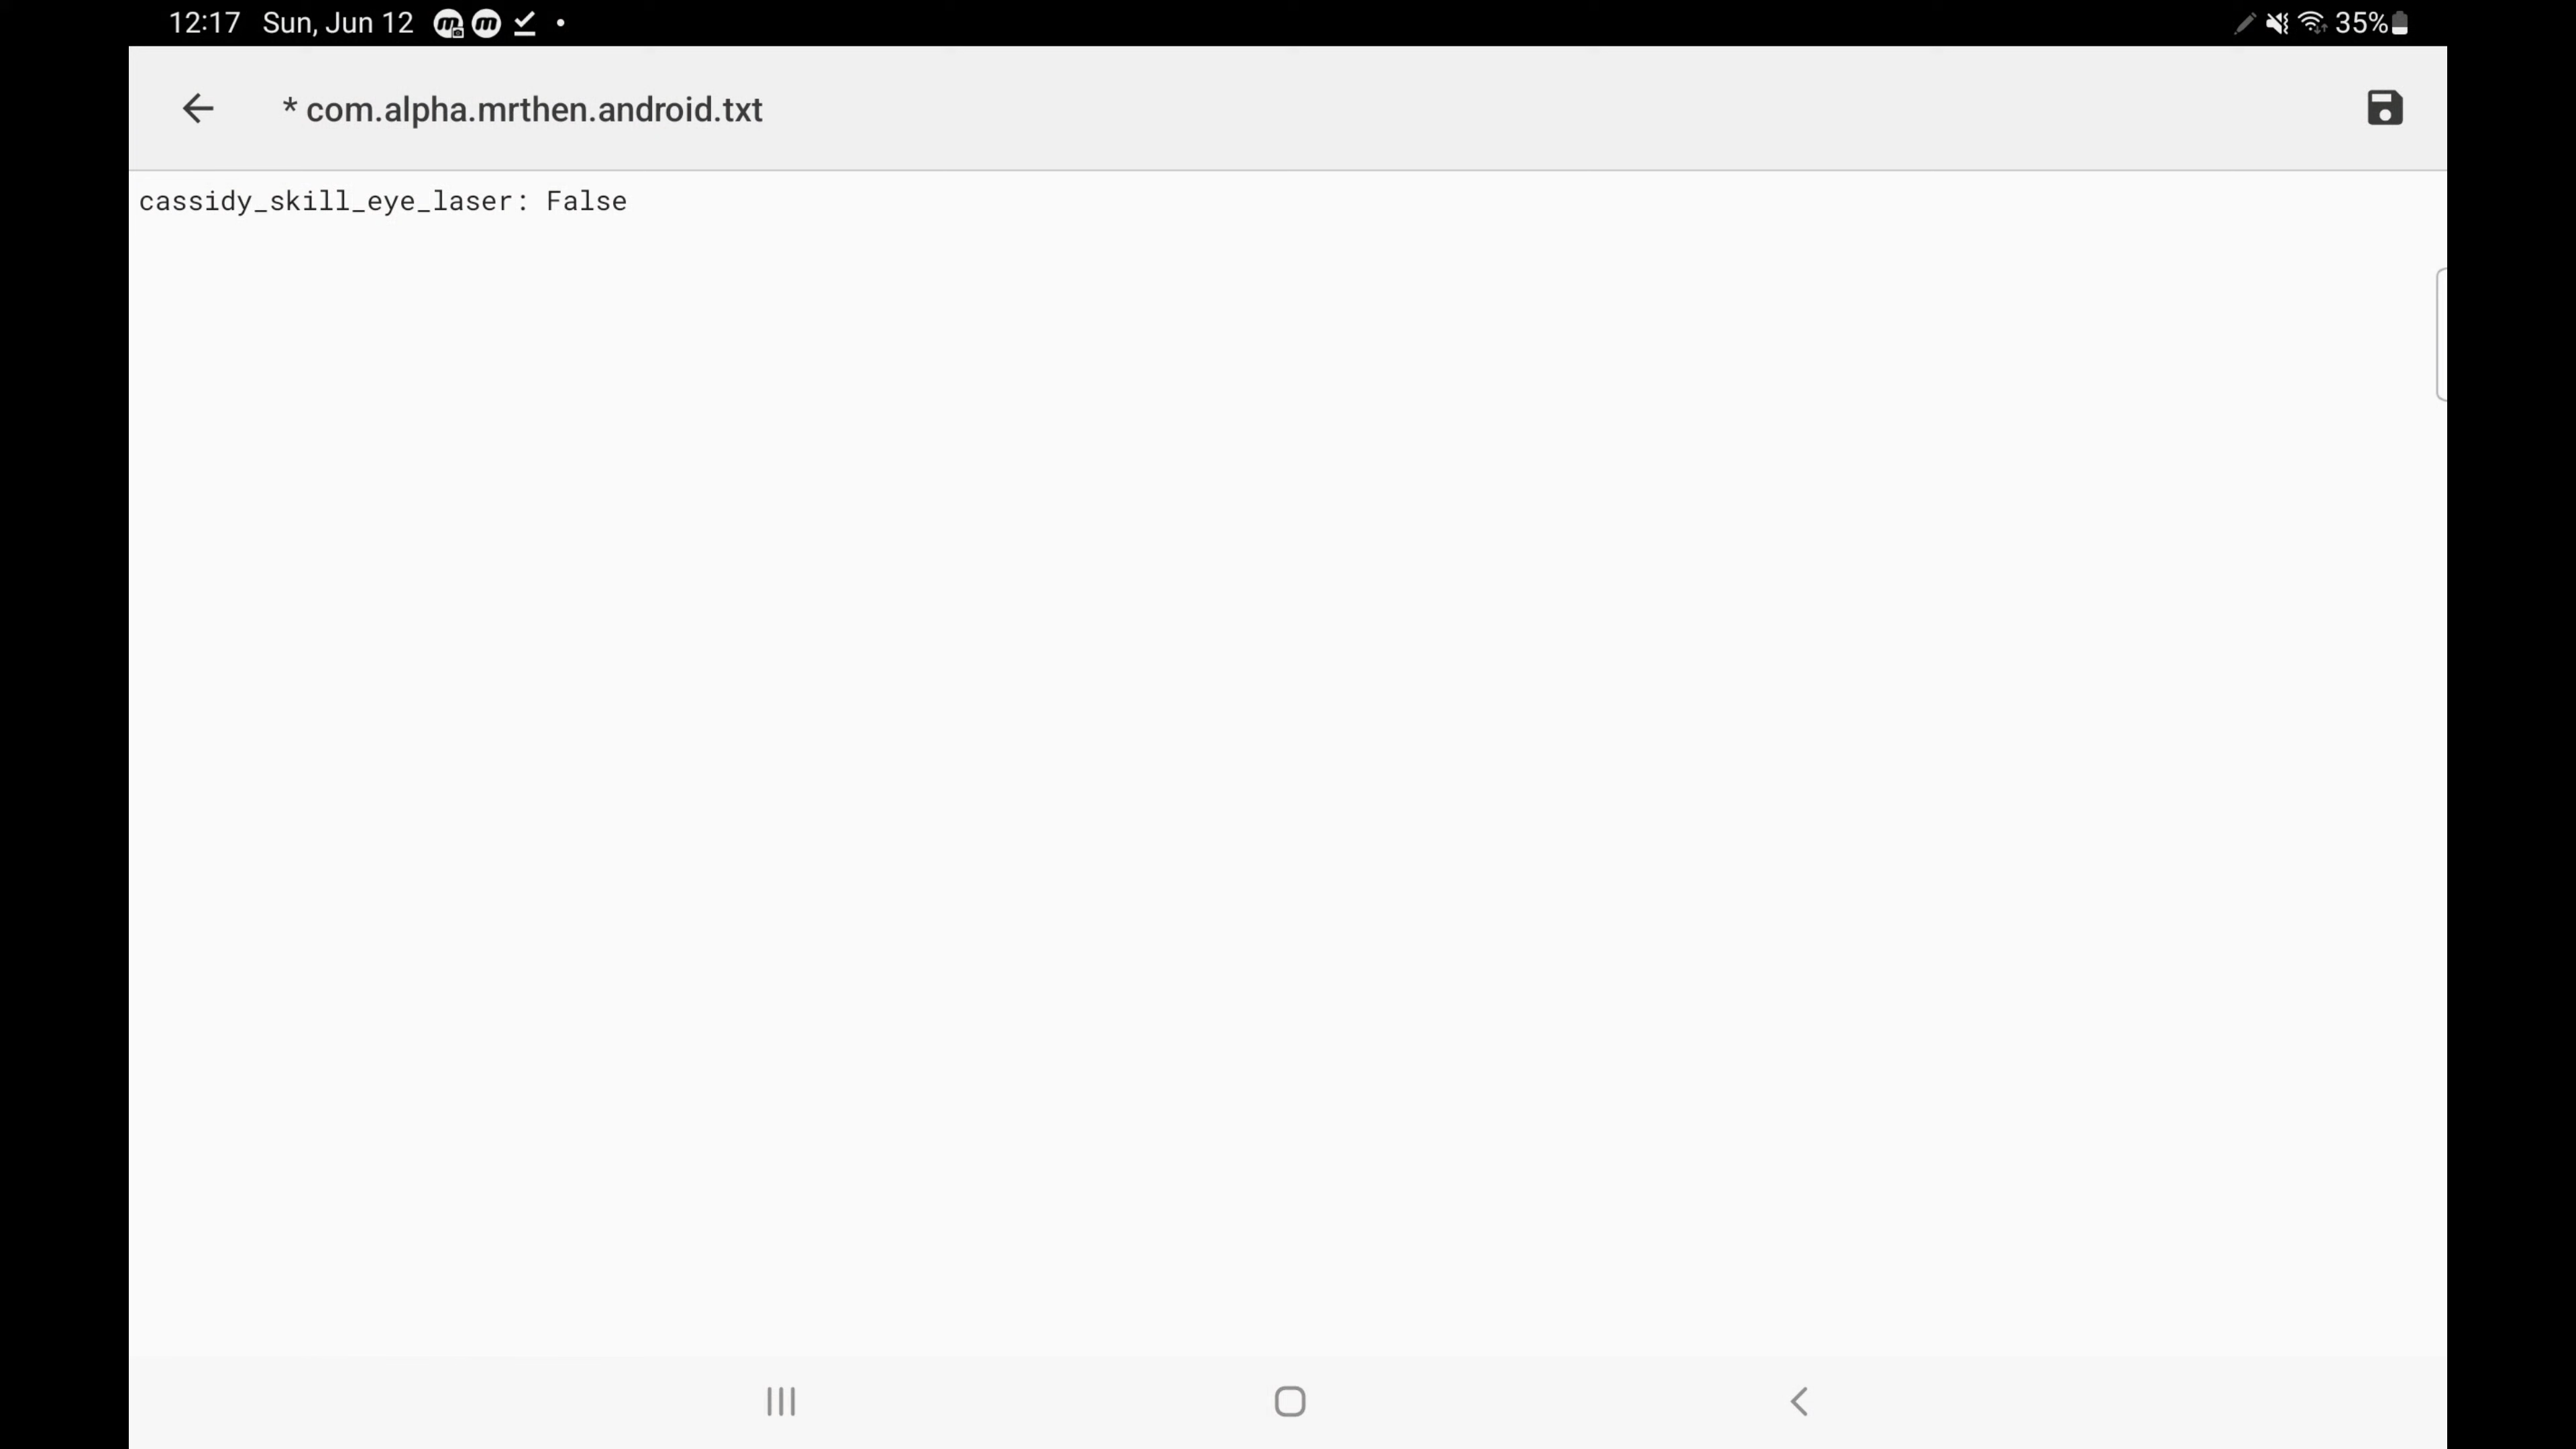 12:17 Sun, Jun 12 35%
* com.alpha.mrthen.android.txt
cassidy_skill_eye_laser: False